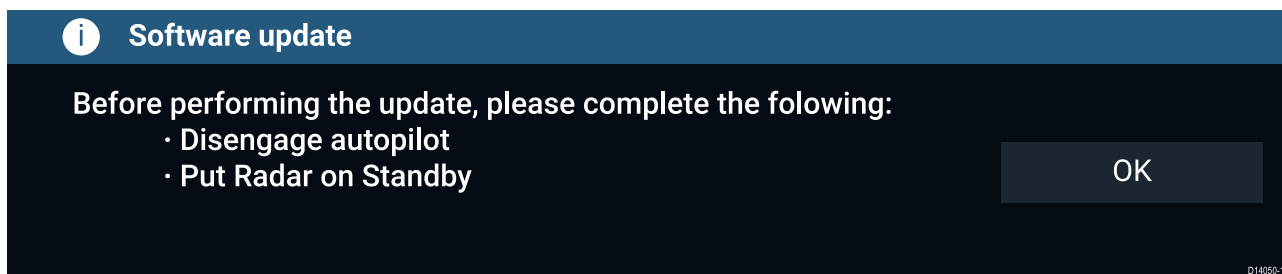 i Software update
Before performing the update, please complete the folowing:
· Disengage autopilot
· Put Radar on Standby
OK
D14050-1